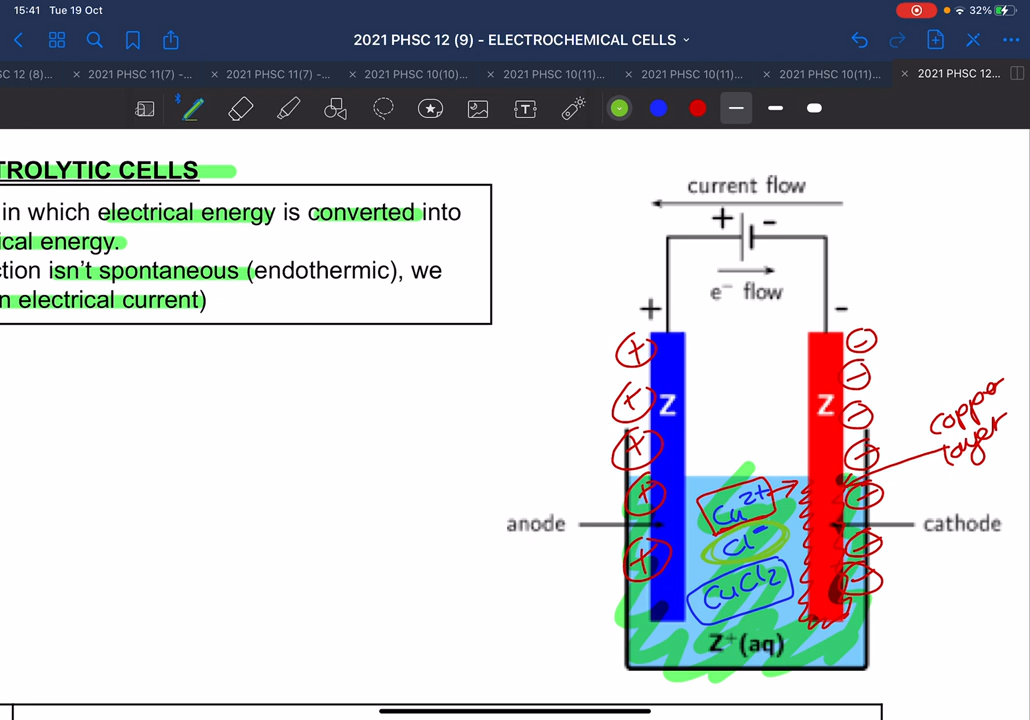 15:41 Tue 19 Oct
32%
2021 PHSC 12 (9) - ELECTROCHEMICAL CELLS
SC 12 (8)... × 2021 PHSC 11(7) -... × 2021 PHSC 11(7) -... × 2021 PHSC 10(10)... × 2021 PHSC 10(11)... × 2021 PHSC 10(11)... × 2021 PHSC 10(11)... × 2021 PHSC 12...
TROLYTIC CELLS
in which electrical energy is converted into
ical energy.
ction isn't spontaneous (endothermic), we
n electrical current)
current flow
+ -
e⁻ flow
+ -
+ -
-
+ Z Z -
+ -
copper
layer
+ -
Cu²⁺
anode cathode
Cl⁻
+ -
CuCl₂
-
Z⁺(aq)